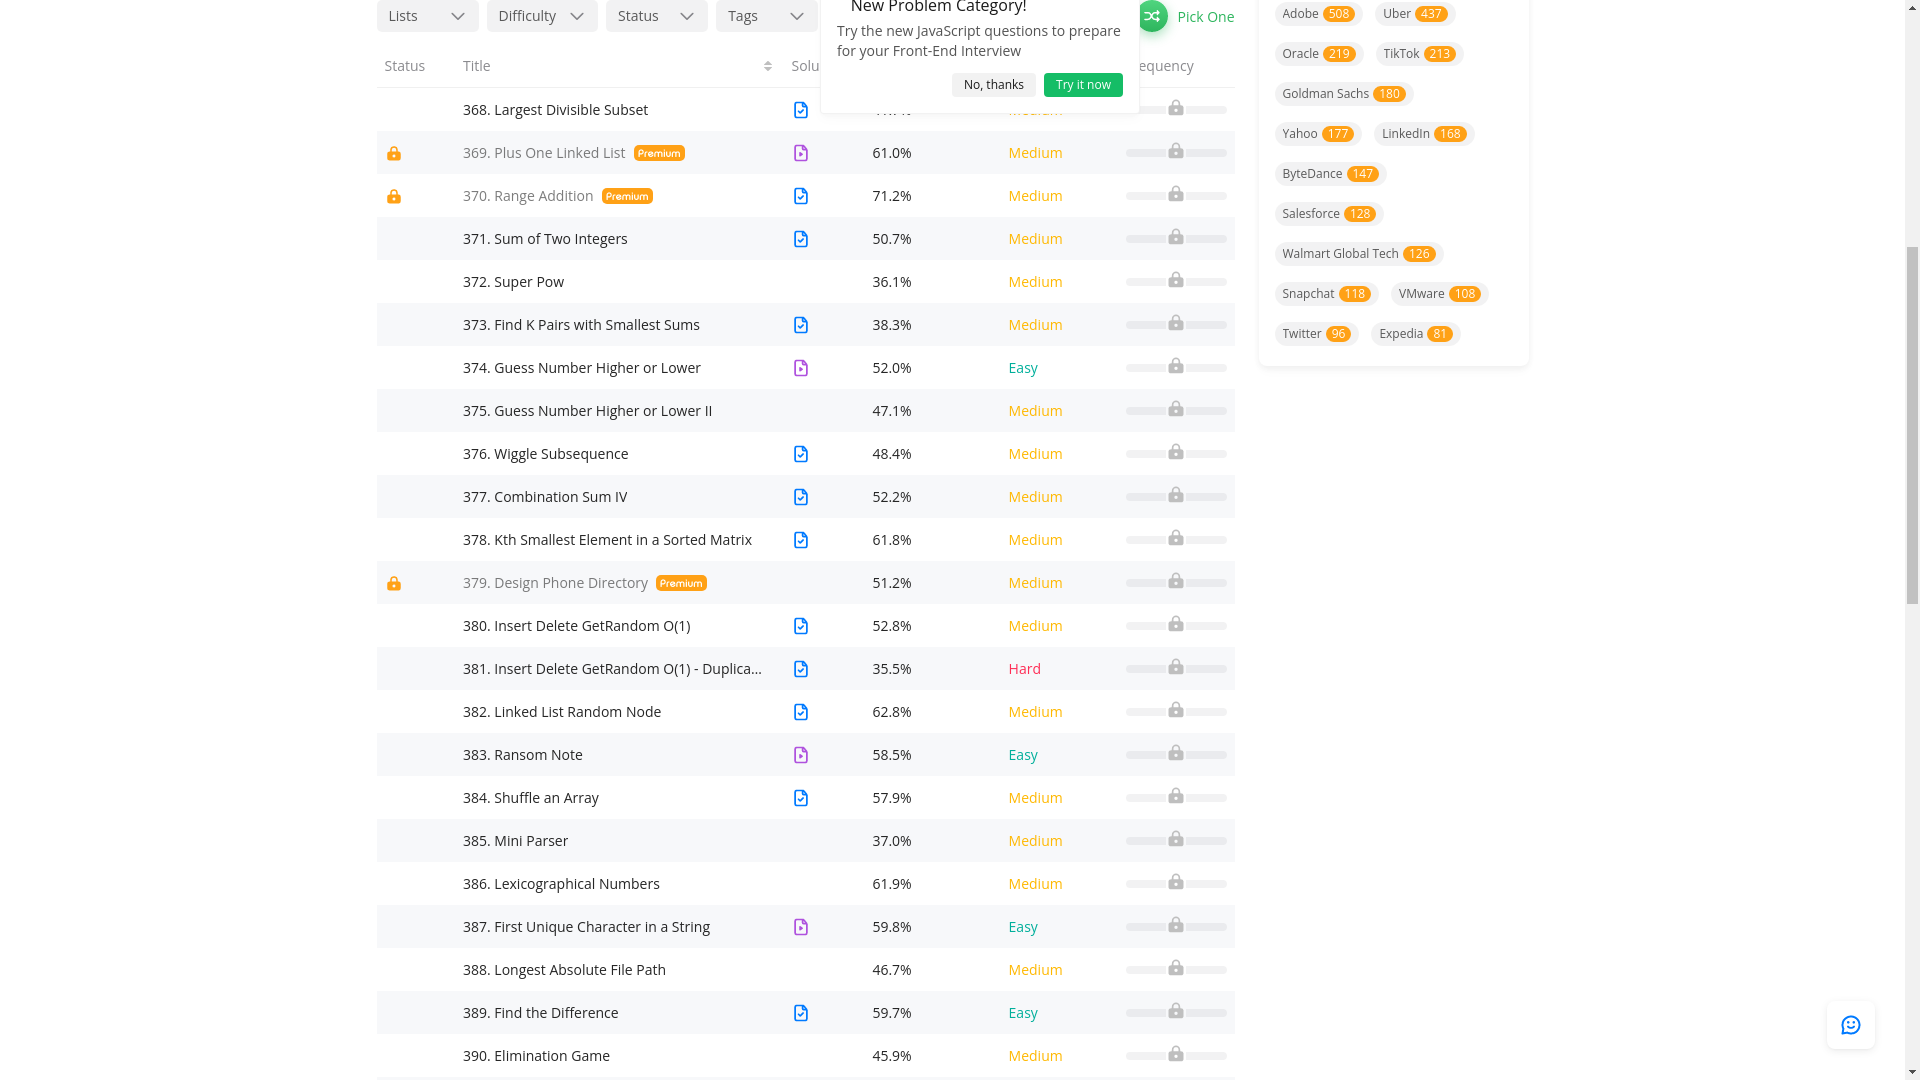 Lists
Difficulty
Status
Tags
New Problem Category!
Try the new JavaScript questions to prepare
for your Front-End Interview
No, thanks
Try it now
Pick One
Status
Title
Solu
equency
368. Largest Divisible Subset
369. Plus One Linked List Premium 61.0% Medium
370. Range Addition Premium 71.2% Medium
371. Sum of Two Integers 50.7% Medium
372. Super Pow 36.1% Medium
373. Find K Pairs with Smallest Sums 38.3% Medium
374. Guess Number Higher or Lower 52.0% Easy
375. Guess Number Higher or Lower II 47.1% Medium
376. Wiggle Subsequence 48.4% Medium
377. Combination Sum IV 52.2% Medium
378. Kth Smallest Element in a Sorted Matrix 61.8% Medium
379. Design Phone Directory Premium 51.2% Medium
380. Insert Delete GetRandom O(1) 52.8% Medium
381. Insert Delete GetRandom O(1) - Duplica... 35.5% Hard
382. Linked List Random Node 62.8% Medium
383. Ransom Note 58.5% Easy
384. Shuffle an Array 57.9% Medium
385. Mini Parser 37.0% Medium
386. Lexicographical Numbers 61.9% Medium
387. First Unique Character in a String 59.8% Easy
388. Longest Absolute File Path 46.7% Medium
389. Find the Difference 59.7% Easy
390. Elimination Game 45.9% Medium
Adobe 508 Uber 437
Oracle 219 TikTok 213
Goldman Sachs 180
Yahoo 177 LinkedIn 168
ByteDance 147
Salesforce 128
Walmart Global Tech 126
Snapchat 118 VMware 108
Twitter 96 Expedia 81